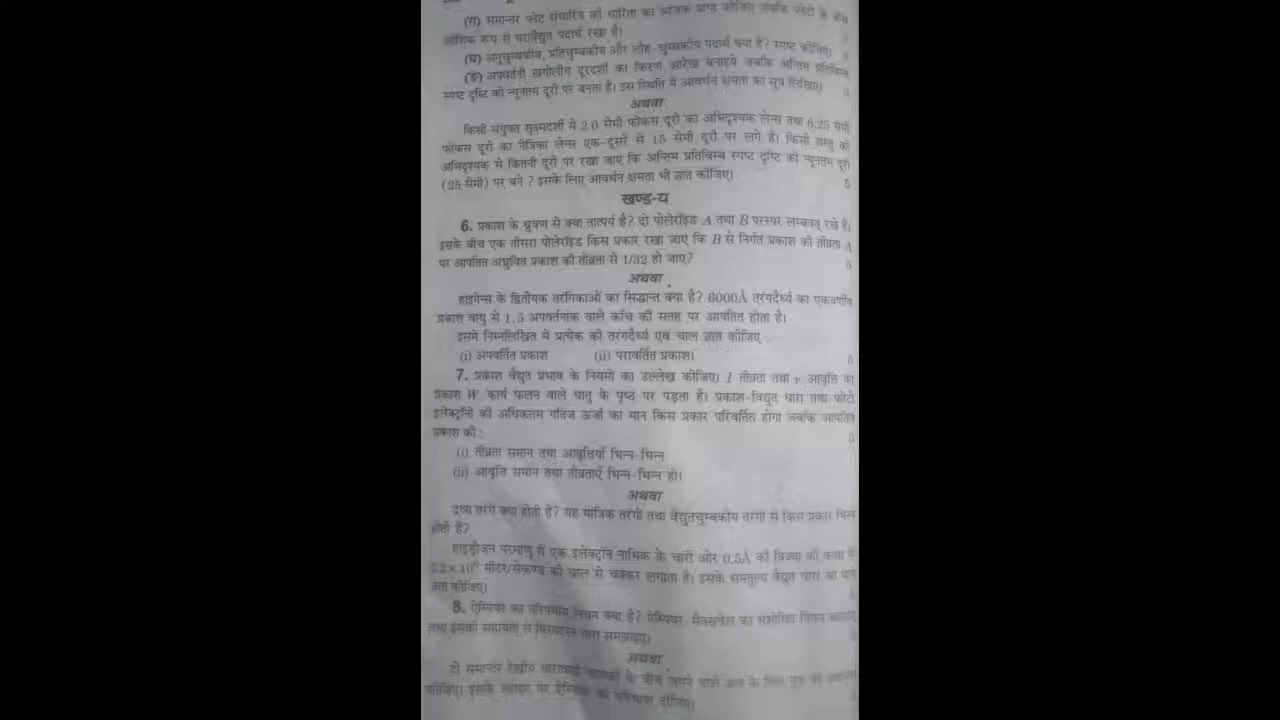 (ग) समान्तर प्लेट संधारित्र की धारिता का व्यंजक प्राप्त कीजिए जबकि प्लेटों के बीच
आंशिक रूप से परावैद्युत पदार्थ रखा है।
(घ) अनुचुम्बकीय, प्रतिचुम्बकीय और लौह-चुम्बकीय पदार्थ क्या है? स्पष्ट कीजिए।
(ङ) अपवर्तनी खगोलीय दूरदर्शी का किरण आरेख बनाइये जबकि अन्तिम प्रतिबिम्ब
स्पष्ट दृष्टि की न्यूनतम दूरी पर बनता है। इस स्थिति में आवर्धन क्षमता का सूत्र लिखिए। 5
अथवा
किसी संयुक्त सूक्ष्मदर्शी में 2.0 सेमी फोकस दूरी का अभिदृश्यक लेन्स तथा 6.25 सेमी
फोकस दूरी का नेत्रिका लेन्स एक-दूसरे से 15 सेमी दूरी पर लगे है। किसी वस्तु को
अभिदृश्यक से कितनी दूरी पर रखा जाए कि अन्तिम प्रतिबिम्ब स्पष्ट दृष्टि की न्यूनतम दूरी
(25 सेमी) पर बने ? इसके लिए आवर्धन क्षमता भी ज्ञात कीजिए। 5
खण्ड-य
6. प्रकाश के ध्रुवण से क्या तात्पर्य है? दो पोलेरॉइड A तथा B परस्पर लम्बवत् रखे हैं।
इसके बीच एक तीसरा पोलेरॉइड किस प्रकार रखा जाए कि B से निर्गत प्रकाश की तीव्रता A
पर आपतित अध्रुवित प्रकाश की तीव्रता से 1/32 हो जाए? 5
अथवा
हाइगेन्स के द्वितीयक तरंगिकाओं का सिद्धान्त क्या है? 6000Å तरंगदैर्ध्य का एकवर्णीय
प्रकाश वायु से 1.5 अपवर्तनांक वाले काँच की सतह पर आपतित होता है।
इसमें निम्नलिखित में प्रत्येक की तरंगदैर्ध्य एवं चाल ज्ञात कीजिए
(i) अपवर्तित प्रकाश (ii) परावर्तित प्रकाश। 5
7. प्रकाश वैद्युत प्रभाव के नियमों का उल्लेख कीजिए। I तीव्रता तथा v आवृत्ति का
प्रकाश W कार्य फलन वाले धातु के पृष्ठ पर पड़ता है। प्रकाश-विद्युत धारा तथा फोटो
इलेक्ट्रॉनों की अधिकतम गतिज ऊर्जा का मान किस प्रकार परिवर्तित होगा जबकि आपतित
प्रकाश की : 5
(i) तीव्रता समान तथा आवृत्तियाँ भिन्न-भिन्न
(ii) आवृत्ति समान तथा तीव्रताएँ भिन्न-भिन्न हों।
अथवा
द्रव्य तरंगें क्या होती हैं? यह यांत्रिक तरंगों तथा वैद्युतचुम्बकीय तरंगों से किस प्रकार भिन्न
होती हैं?
हाइड्रोजन परमाणु में एक इलेक्ट्रॉन नाभिक के चारों ओर 0.5Å की त्रिज्या की कक्षा में
मीटर/सेकण्ड की चाल से चक्कर लगाता है। इसके समतुल्य वैद्युत धारा का मान
ज्ञात कीजिए।
8. ऐम्पियर का परिपथीय नियम क्या है? ऐम्पियर-मैक्सवेल का संशोधित नियम
तथा इसकी सहायता से विस्थापन धारा समझाइए।
अथवा
दो समान्तर रेखीय धारावाही के बीच लगने वाले बल के लिए सूत्र
कीजिए। इसके आधार पर ऐम्पियर की परिभाषा दीजिए।